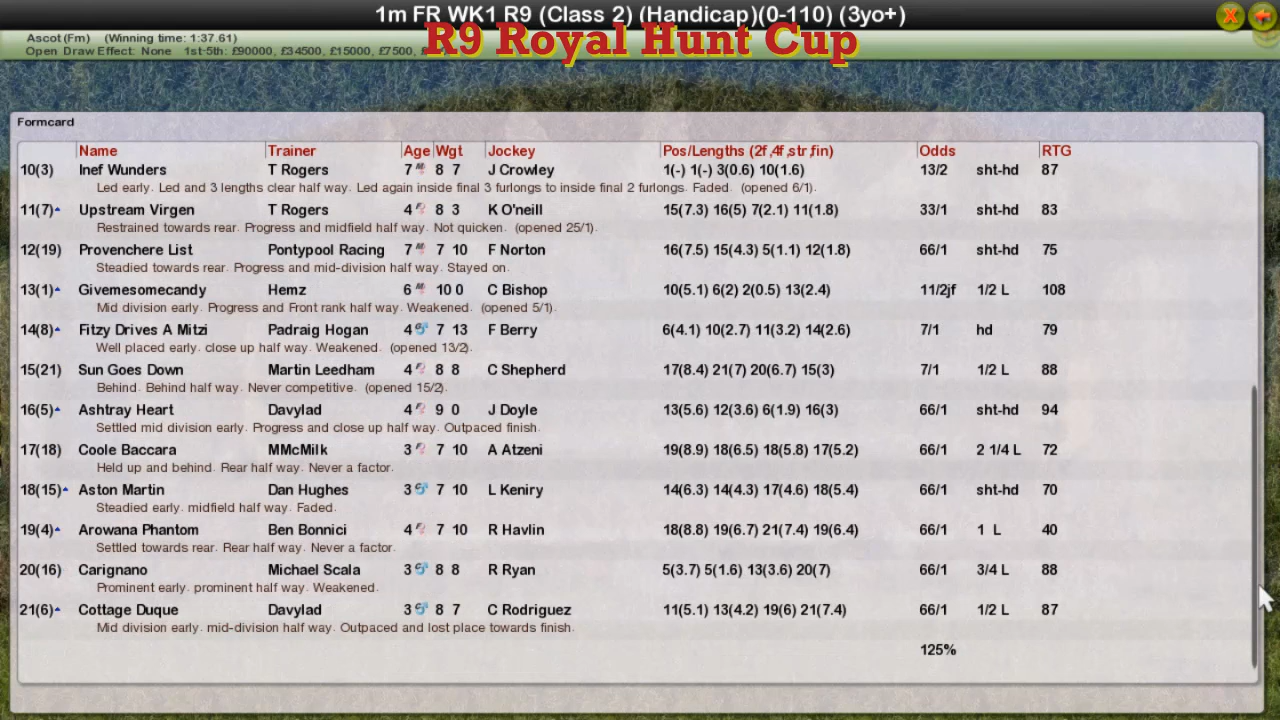 1m FR WK1 R9 (Class 2) (Handicap)(0-110) (3yo+)
R9 Royal Hunt Cup
Ascot(Fm) (Winning time: 1:37.61)
Open Draw Effect: None 1st-5th: £90000, £34500, £15000, £7500,
Formcard
Name Trainer Age Wgt Jockey Pos/Lengths (2f,4f,str,fin) Odds RTG
10(3) Inef Wunders T Rogers 7 8 7 J Crowley 1(-) 1(-) 3(0.6) 10(1.6) 13/2 sht-hd 87
Led early. Led and 3 lengths clear half way. Led again inside final 3 furlongs to inside final 2 furlongs. Faded. (opened 6/1).
11(7) Upstream Virgen T Rogers 4 8 3 K O'neill 15(7.3) 16(5) 7(2.1) 11(1.8) 33/1 sht-hd 83
Restrained towards rear. Progress and midfield half way. Not quicken. (opened 25/1).
12(19) Provenchere List Pontypool Racing 7 7 10 F Norton 16(7.5) 15(4.3) 5(1.1) 12(1.8) 66/1 sht-hd 75
Steadied towards rear. Progress and mid-division half way. Stayed on.
13(1) Givemesomecandy Hemz 6 10 0 C Bishop 10(5.1) 6(2) 2(0.5) 13(2.4) 11/2jf 1/2 L 108
Mid division early. Progress and Front rank half way. Weakened. (opened 5/1).
14(8) Fitzy Drives A Mitzi Padraig Hogan 4 7 13 F Berry 6(4.1) 10(2.7) 11(3.2) 14(2.6) 7/1 hd 79
Well placed early. close up half way. Weakened. (opened 13/2).
15(21) Sun Goes Down Martin Leedham 4 8 8 C Shepherd 17(8.4) 21(7) 20(6.7) 15(3) 7/1 1/2 L 88
Behind. Behind half way. Never competitive. (opened 15/2).
16(5) Ashtray Heart Davylad 4 9 0 J Doyle 13(5.6) 12(3.6) 6(1.9) 16(3) 66/1 sht-hd 94
Settled mid division early. Progress and close up half way. Outpaced finish.
17(18) Coole Baccara MMcMilk 3 7 10 A Atzeni 19(8.9) 18(6.5) 18(5.8) 17(5.2) 66/1 2 1/4 L 72
Held up and behind. Rear half way. Never a factor.
18(15) Aston Martin Dan Hughes 3 7 10 L Keniry 14(6.3) 14(4.3) 17(4.6) 18(5.4) 66/1 sht-hd 70
Steadied early. midfield half way. Faded.
19(4) Arowana Phantom Ben Bonnici 4 7 10 R Havlin 18(8.8) 19(6.7) 21(7.4) 19(6.4) 66/1 1 L 40
Settled towards rear. Rear half way. Never a factor.
20(16) Carignano Michael Scala 3 8 8 R Ryan 5(3.7) 5(1.6) 13(3.6) 20(7) 66/1 3/4 L 88
Prominent early. prominent half way. Weakened.
21(6) Cottage Duque Davylad 3 8 7 C Rodriguez 11(5.1) 13(4.2) 19(6) 21(7.4) 66/1 1/2 L 87
Mid division early. mid-division half way. Outpaced and lost place towards finish.
125%